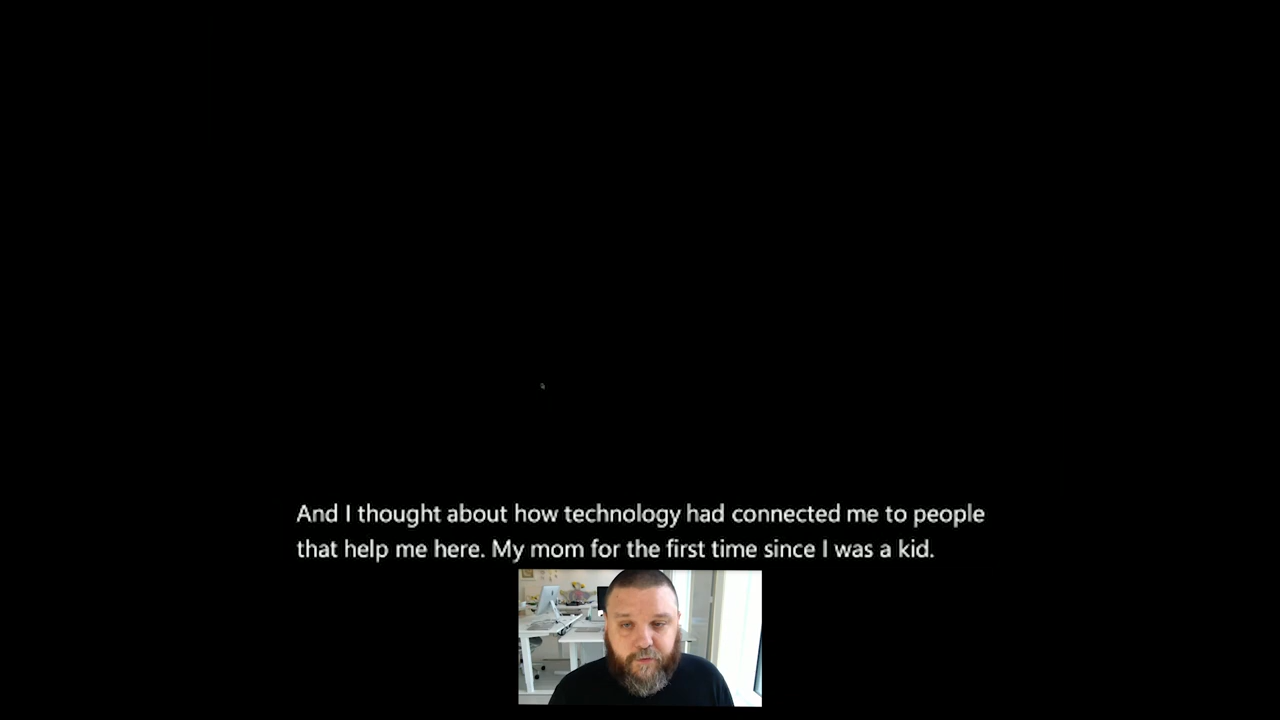 And I thought about how technology had connected me to people
that help me here. My mom for the first time since I was a kid.